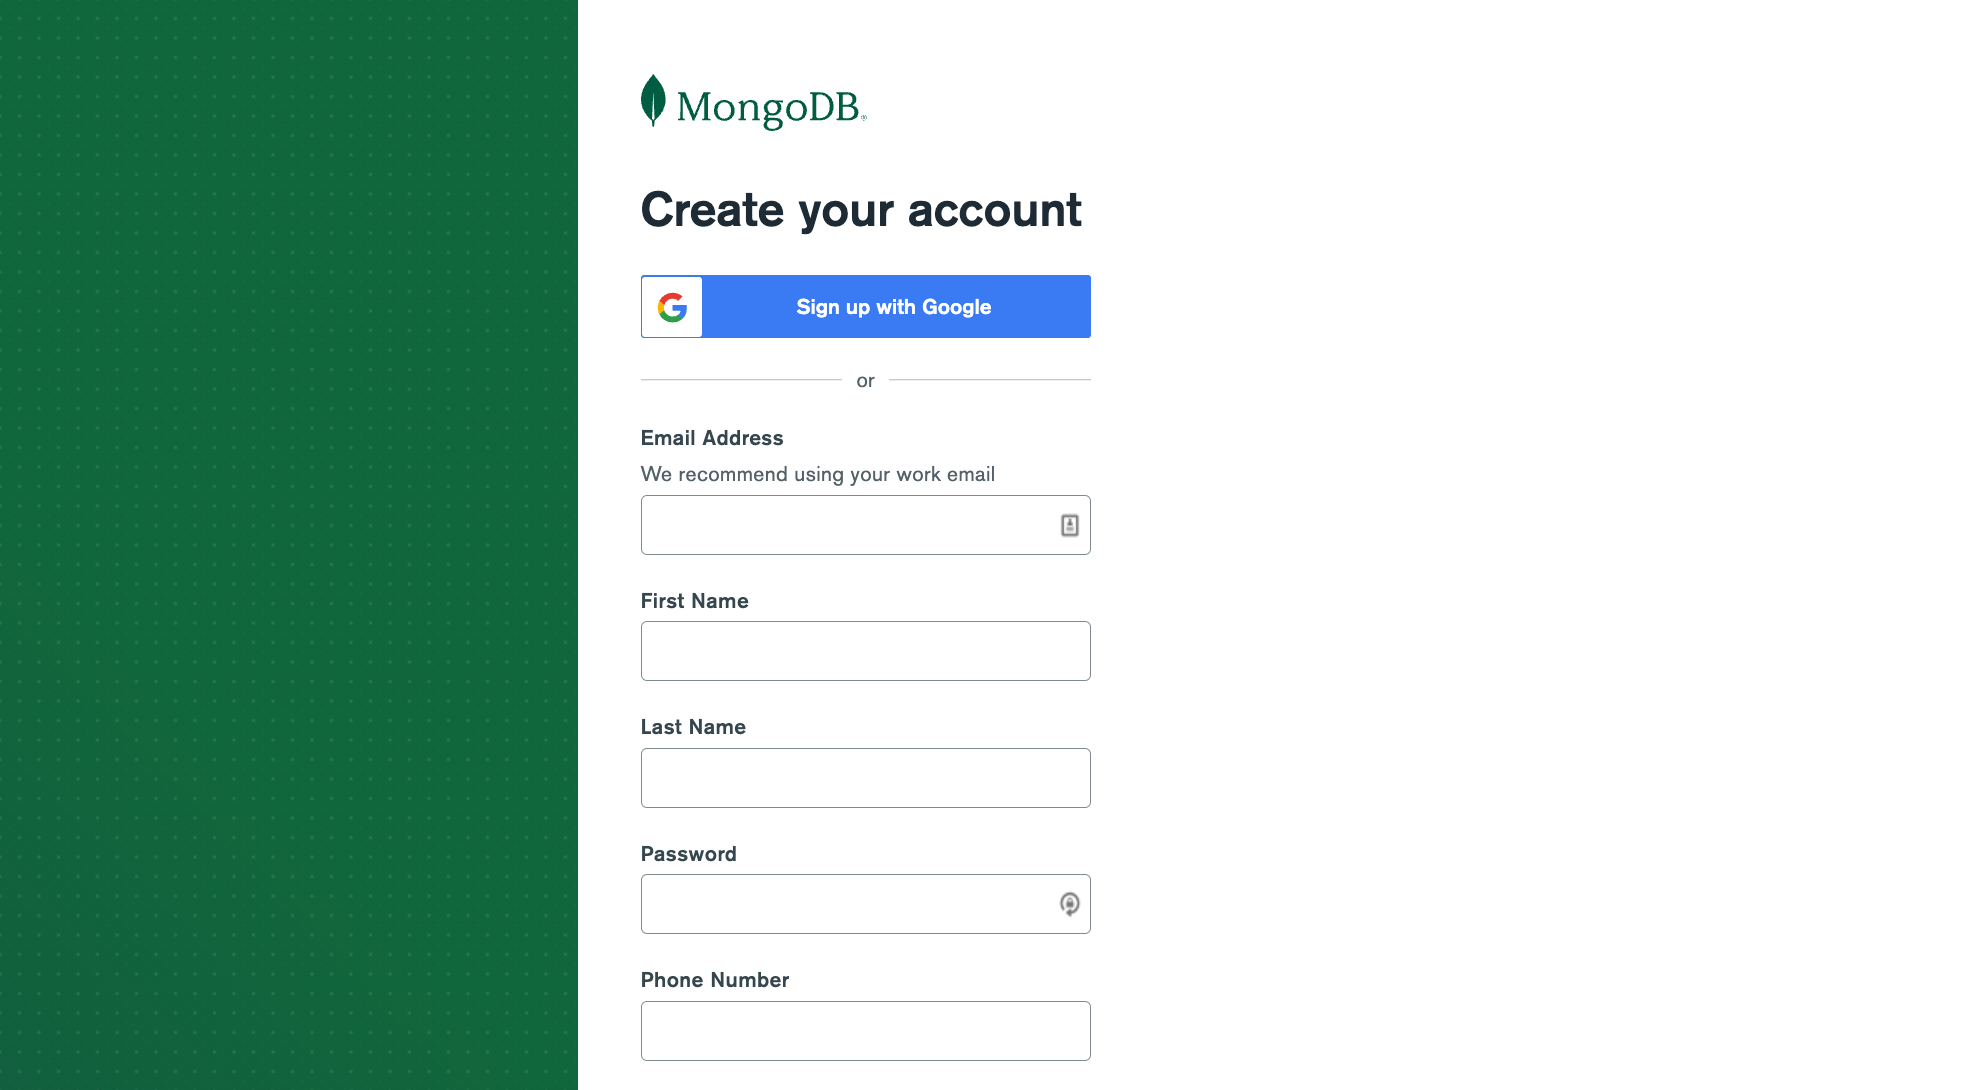 MongoDB®
Create your account
Sign up with Google
or
Email Address
We recommend using your work email
First Name
Last Name
Password
Phone Number